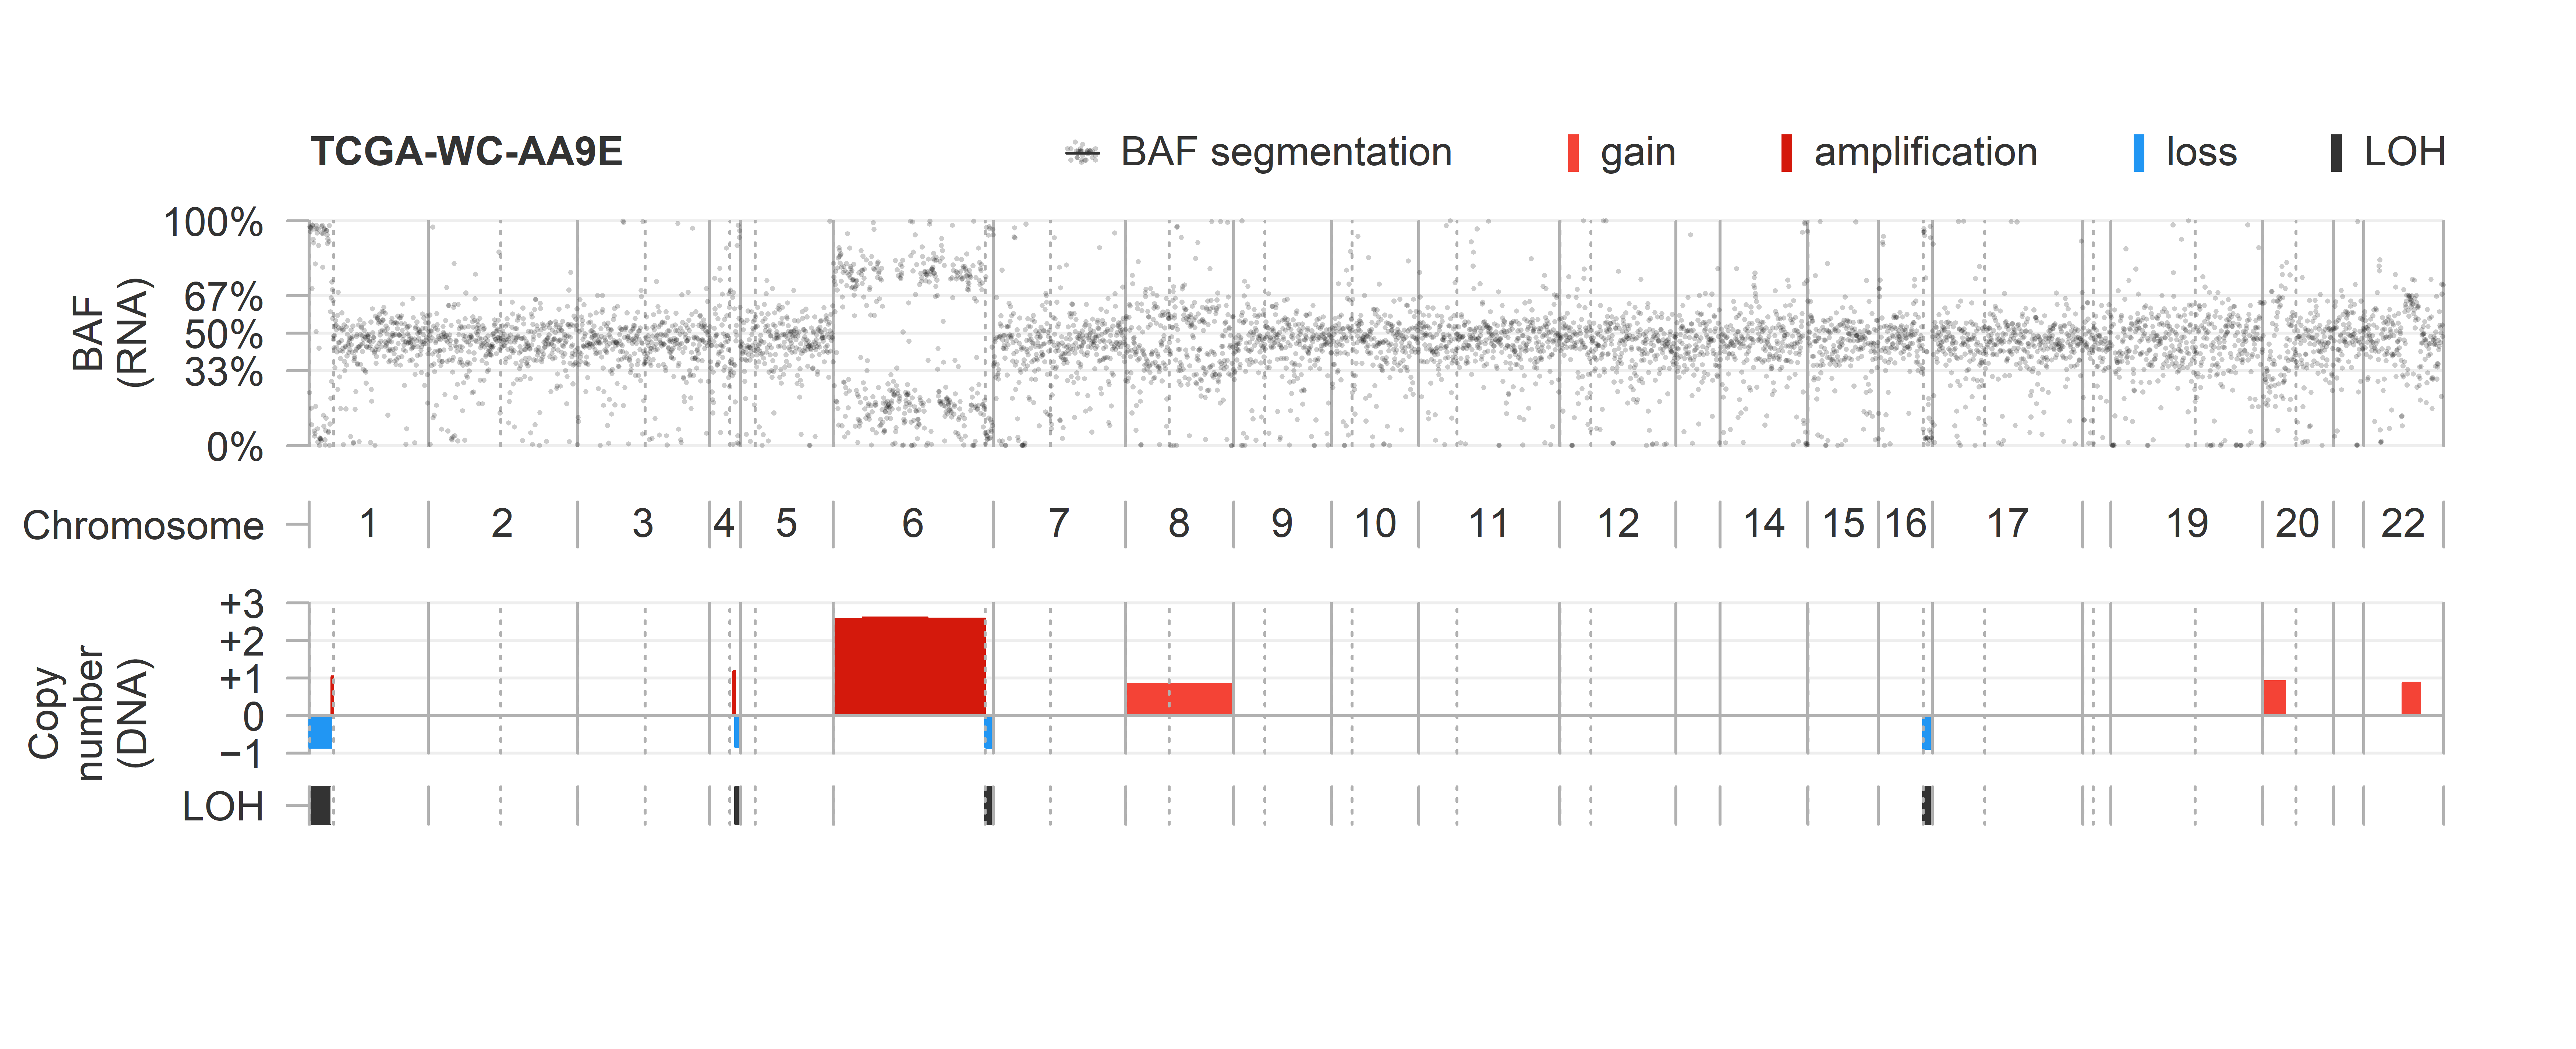 TCGA-WC-AA9E
BAF segmentation
gain
amplification
loss
LOH
BAF
(RNA)
100%
67%
50%
33%
0%
Chromosome
1 2 3 4 5 6 7 8 9 10 11 12 14 15 16 17 19 20 22
Copy
number
(DNA)
+3
+2
+1
0
−1
LOH